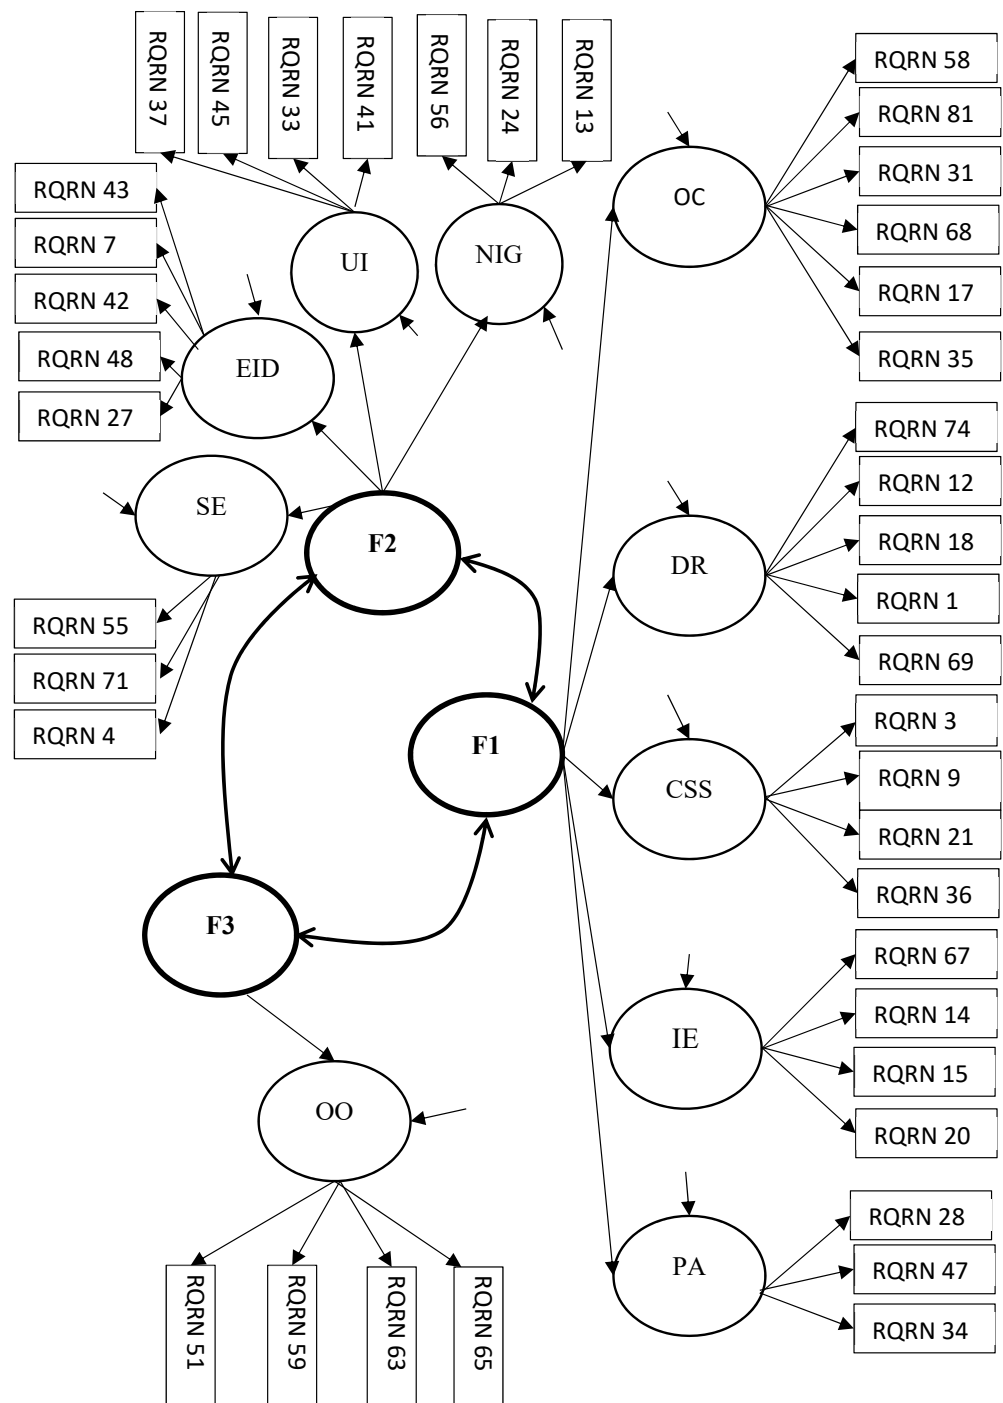 RQRN 37
RQRN 45
RQRN 33
RQRN 41
RQRN 56
RQRN 24
RQRN 13
RQRN 58
RQRN 81
RQRN 31
RQRN 68
RQRN 17
RQRN 35
OC
RQRN 43
RQRN 7
RQRN 42
RQRN 48
RQRN 27
UI
NIG
EID
SE
F2
RQRN 55
RQRN 71
RQRN 4
RQRN 74
RQRN 12
RQRN 18
RQRN 1
RQRN 69
DR
F1
CSS
RQRN 3
RQRN 9
RQRN 21
RQRN 36
F3
IE
RQRN 67
RQRN 14
RQRN 15
RQRN 20
OO
PA
RQRN 28
RQRN 47
RQRN 34
RQRN 51
RQRN 59
RQRN 63
RQRN 65